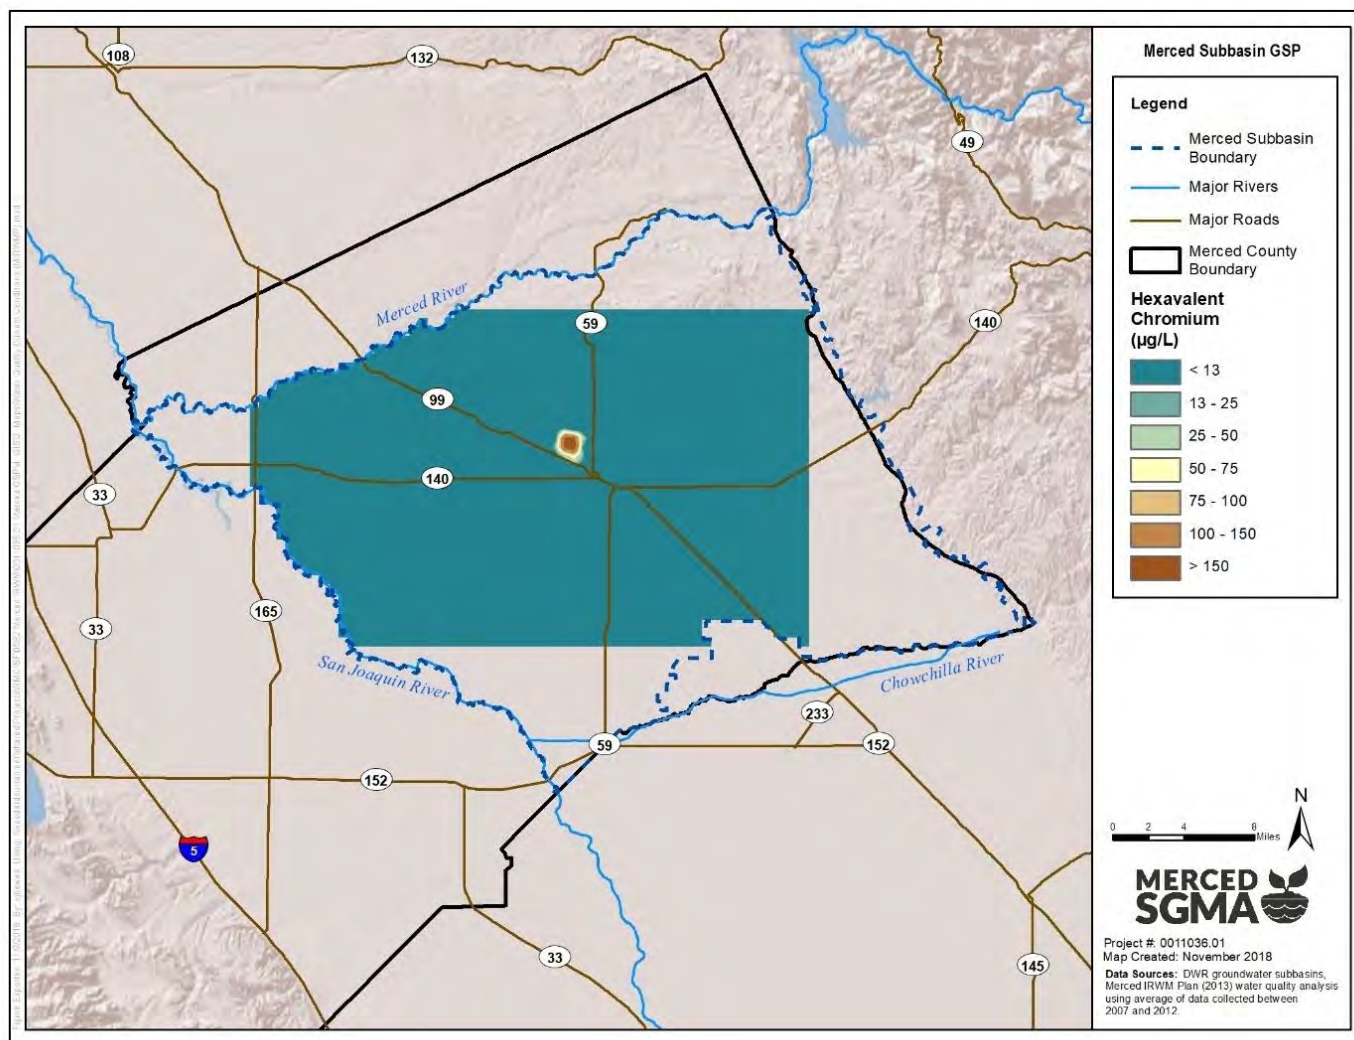 Merced Subbasin GSP
Legend
Merced Subbasin
Boundary
Major Rivers
Major Roads
Merced County
Boundary
Hexavalent
Chromium
(µg/L)
< 13
13 - 25
25 - 50
50 - 75
75 - 100
100 - 150
> 150
108
132
49
Merced River
59
140
99
140
33
165
33
San Joaquin River
Chowchilla River
233
59
152
152
5
33
145
N
0 2 4 8
Miles
MERCED
SGMA
Project #: 0011036.01
Map Created: November 2018
Data Sources: DWR groundwater subbasins,
Merced IRWM Plan (2013) water quality analysis
using average of data collected between
2007 and 2012.